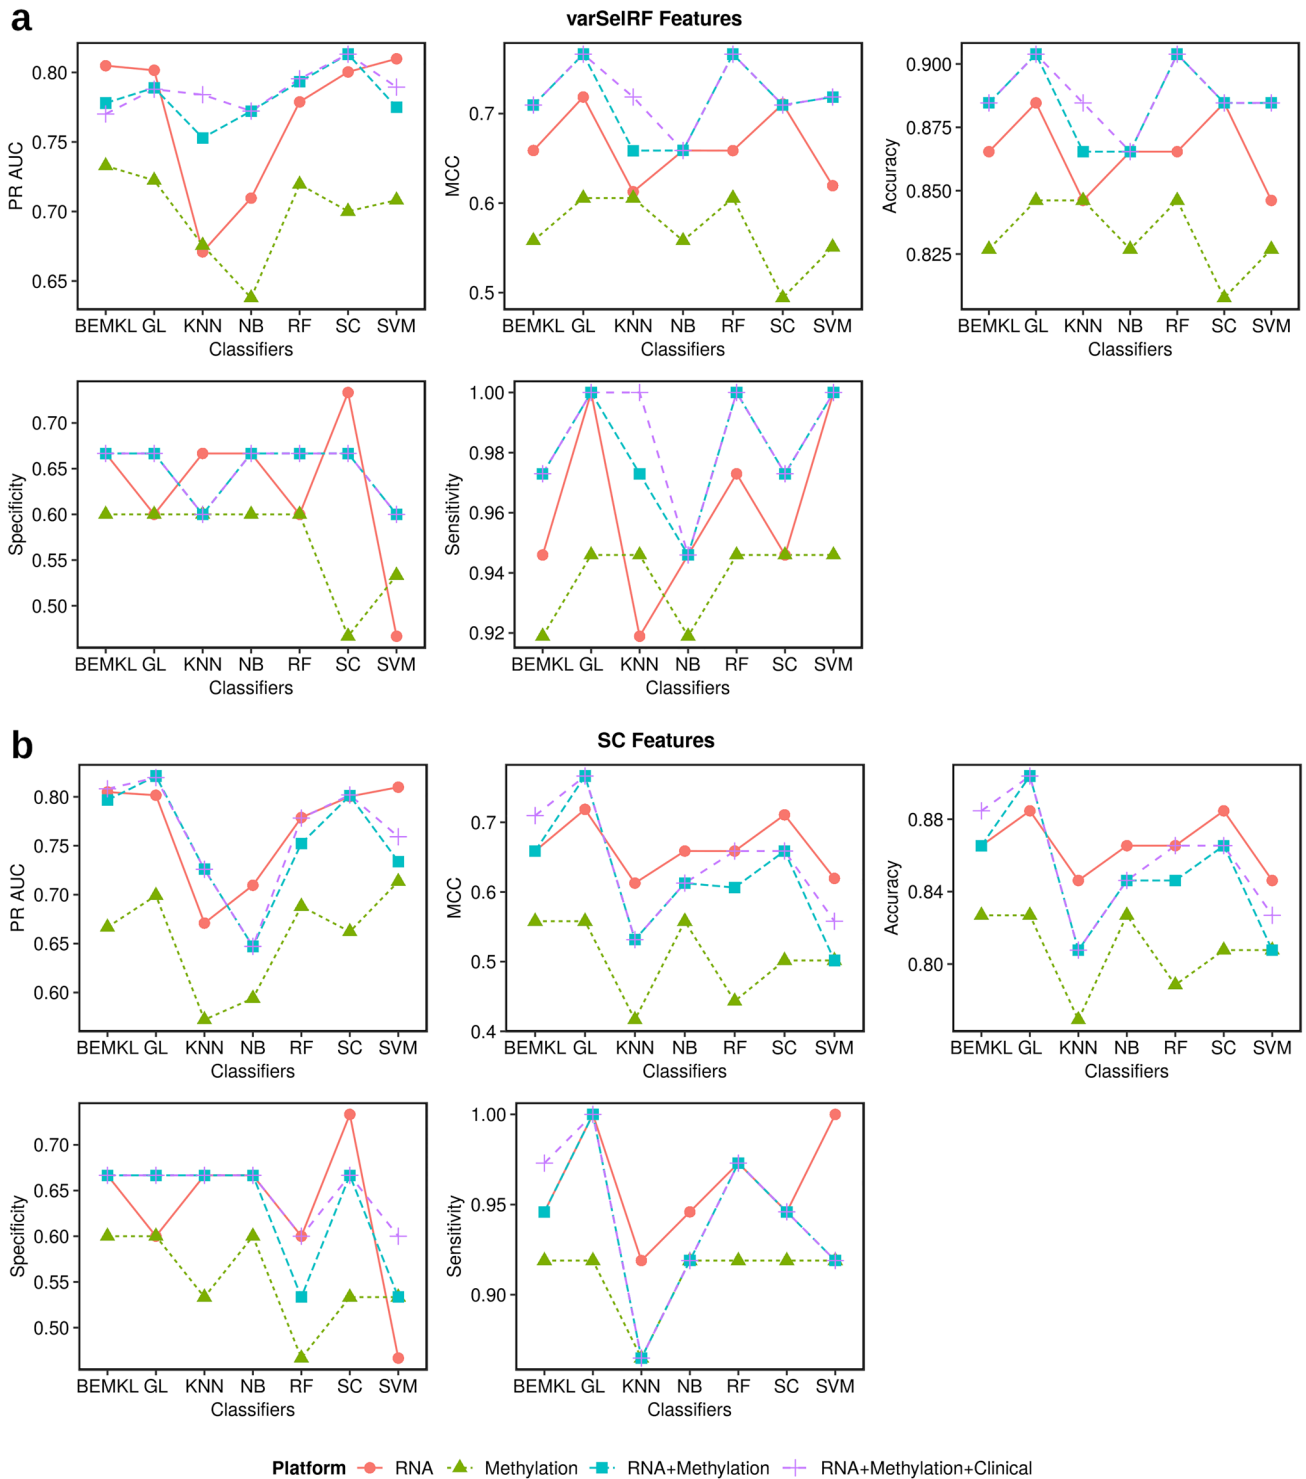 a
varSelRF Features
PR AUC
0.80
0.75
0.70
0.65
BEMKL GL KNN NB RF SC SVM
Classifiers
MCC
0.7
0.6
0.5
BEMKL GL KNN NB RF SC SVM
Classifiers
Accuracy
0.900
0.875
0.850
0.825
BEMKL GL KNN NB RF SC SVM
Classifiers
Specificity
0.70
0.65
0.60
0.55
0.50
BEMKL GL KNN NB RF SC SVM
Classifiers
Sensitivity
1.00
0.98
0.96
0.94
0.92
BEMKL GL KNN NB RF SC SVM
Classifiers
b
SC Features
PR AUC
0.80
0.75
0.70
0.65
0.60
BEMKL GL KNN NB RF SC SVM
Classifiers
MCC
0.7
0.6
0.5
0.4
BEMKL GL KNN NB RF SC SVM
Classifiers
Accuracy
0.88
0.84
0.80
BEMKL GL KNN NB RF SC SVM
Classifiers
Specificity
0.70
0.65
0.60
0.55
0.50
BEMKL GL KNN NB RF SC SVM
Classifiers
Sensitivity
1.00
0.95
0.90
BEMKL GL KNN NB RF SC SVM
Classifiers
Platform RNA Methylation RNA+Methylation RNA+Methylation+Clinical